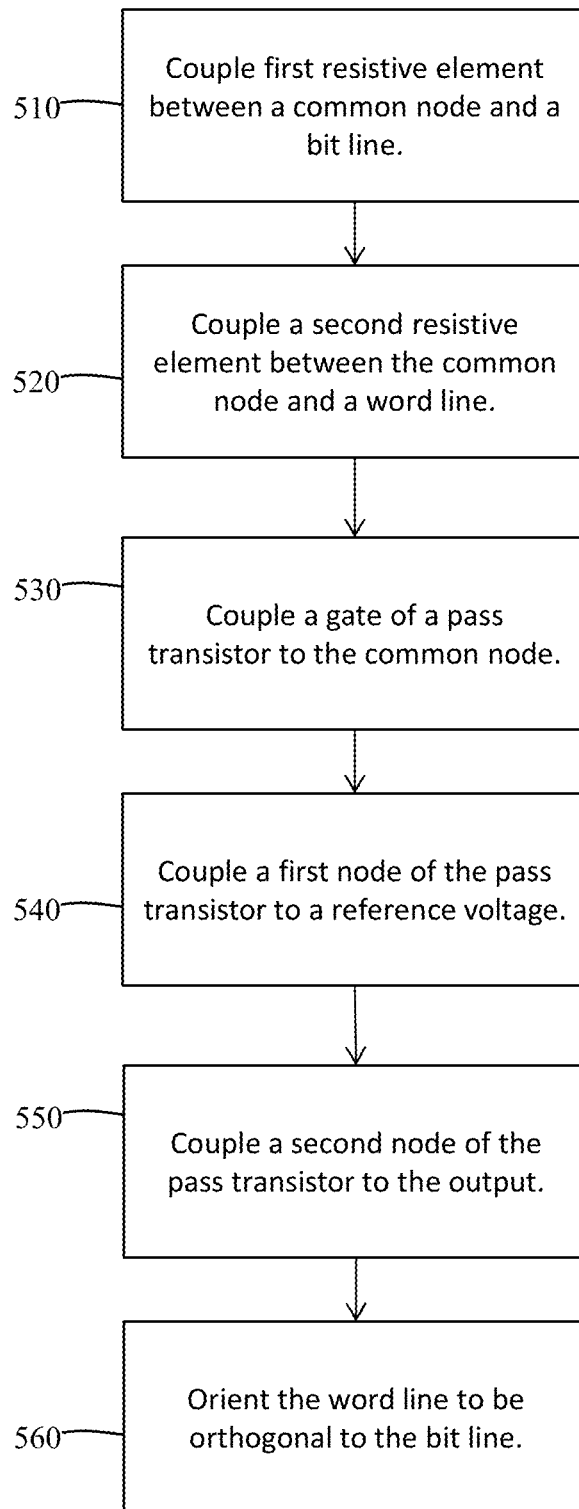 510
Couple first resistive element
between a common node and a
bit line.
520
Couple a second resistive
element between the common
node and a word line.
530
Couple a gate of a pass
transistor to the common node.
540
Couple a first node of the pass
transistor to a reference voltage.
550
Couple a second node of the
pass transistor to the output.
560
Orient the word line to be
orthogonal to the bit line.